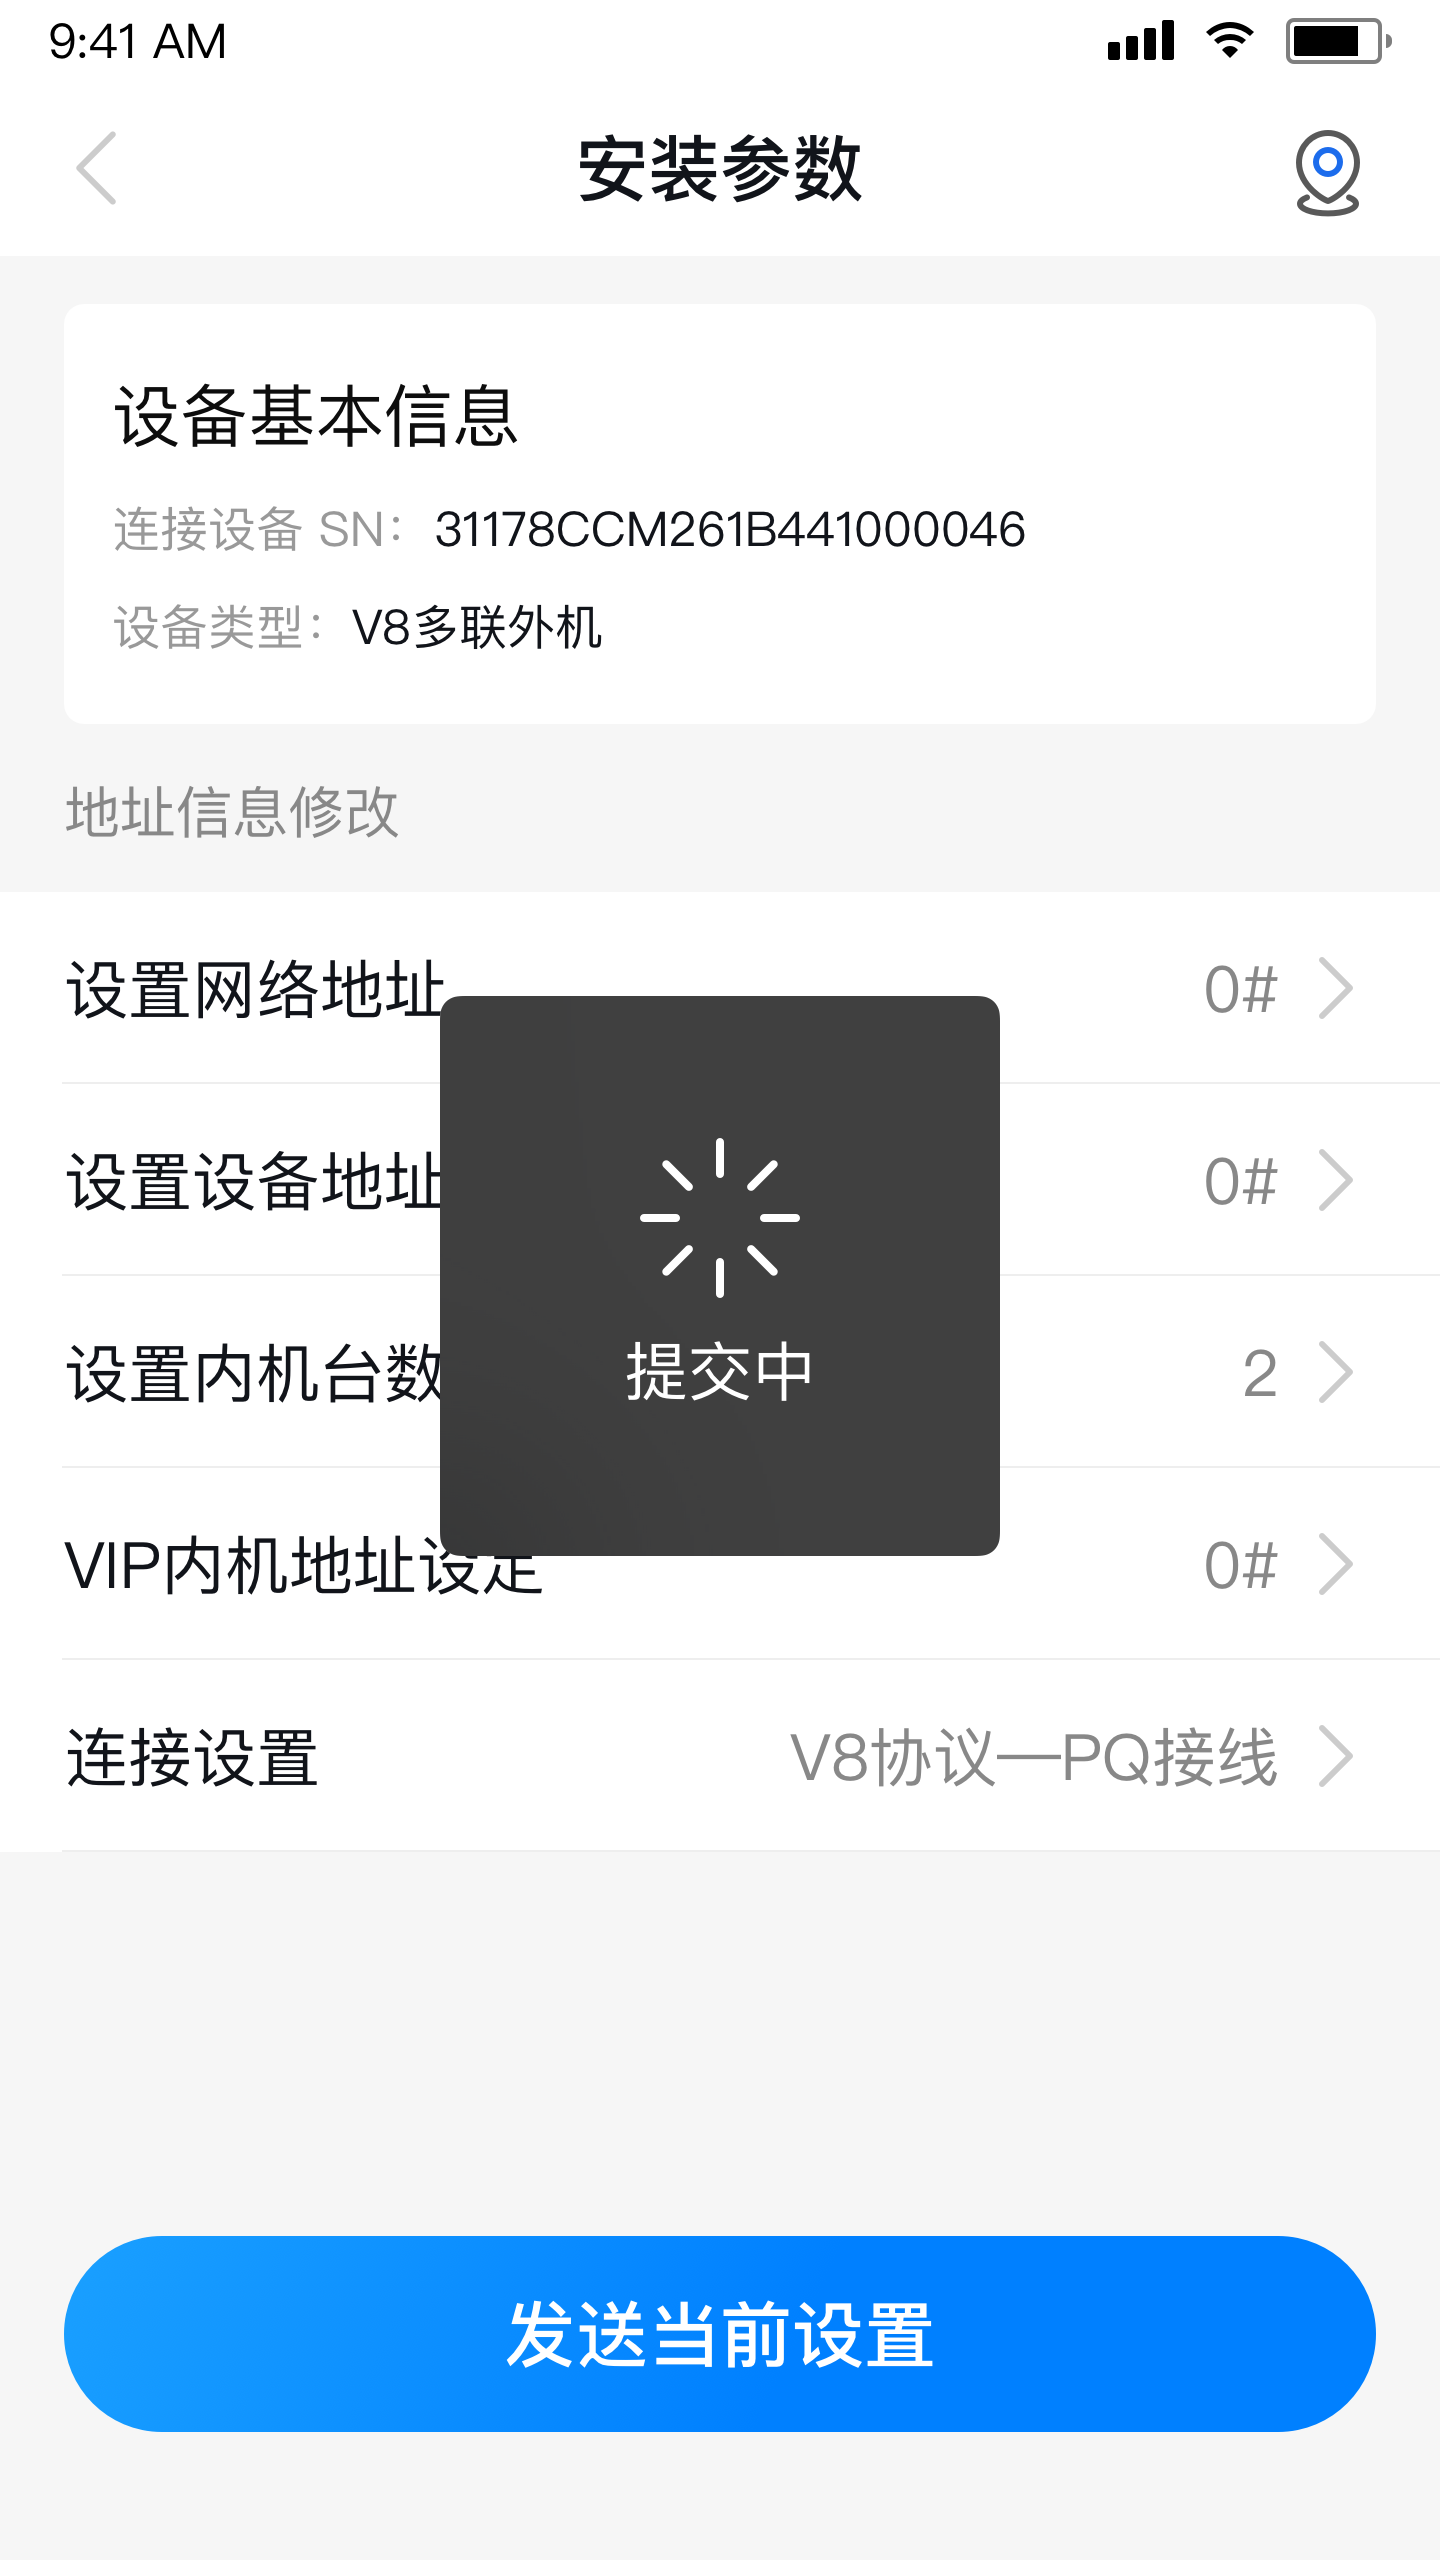 9:41 AM
安装参数
设备基本信息
连接设备 SN：31178CCM261B441000046
设备类型：V8多联外机
地址信息修改
设置网络地址 0#
设置设备地址 0#
设置内机台数 2
提交中
VIP内机地址设定 0#
连接设置 V8协议—PQ接线
发送当前设置